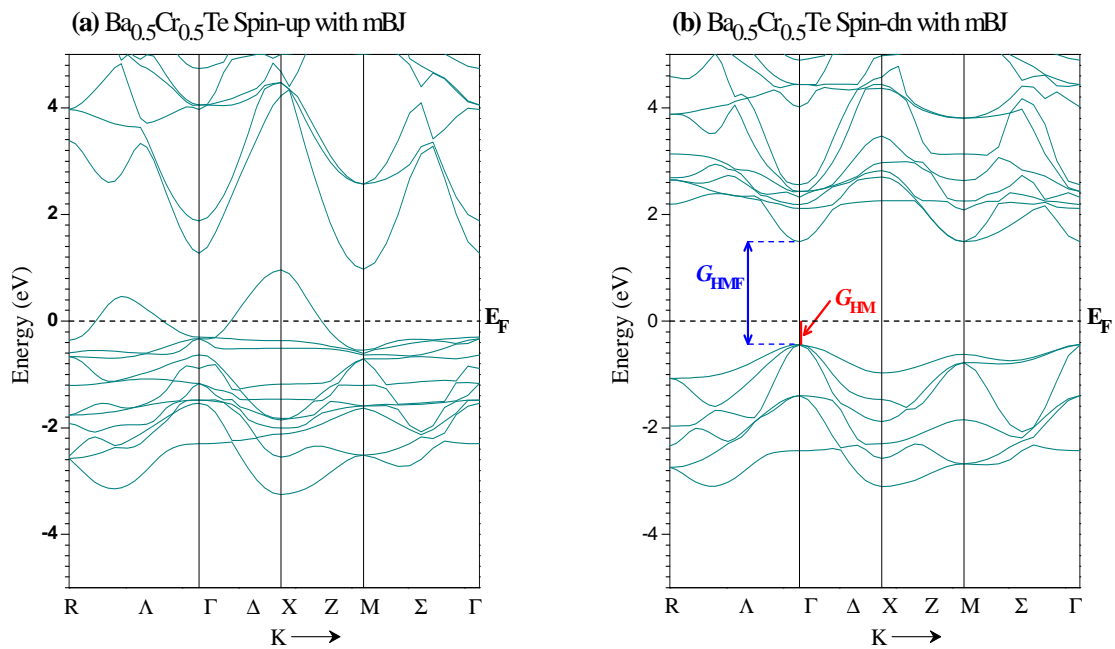 (a) Ba0.5Cr0.5Te Spin-up with mBJ
4
2
0
-2
-4
Energy (eV)
EF
R Λ Γ Δ X Z M Σ Γ
K
(b) Ba0.5Cr0.5Te Spin-dn with mBJ
4
2
0
-2
-4
Energy (eV)
GHMF
GHM
EF
R Λ Γ Δ X Z M Σ Γ
K